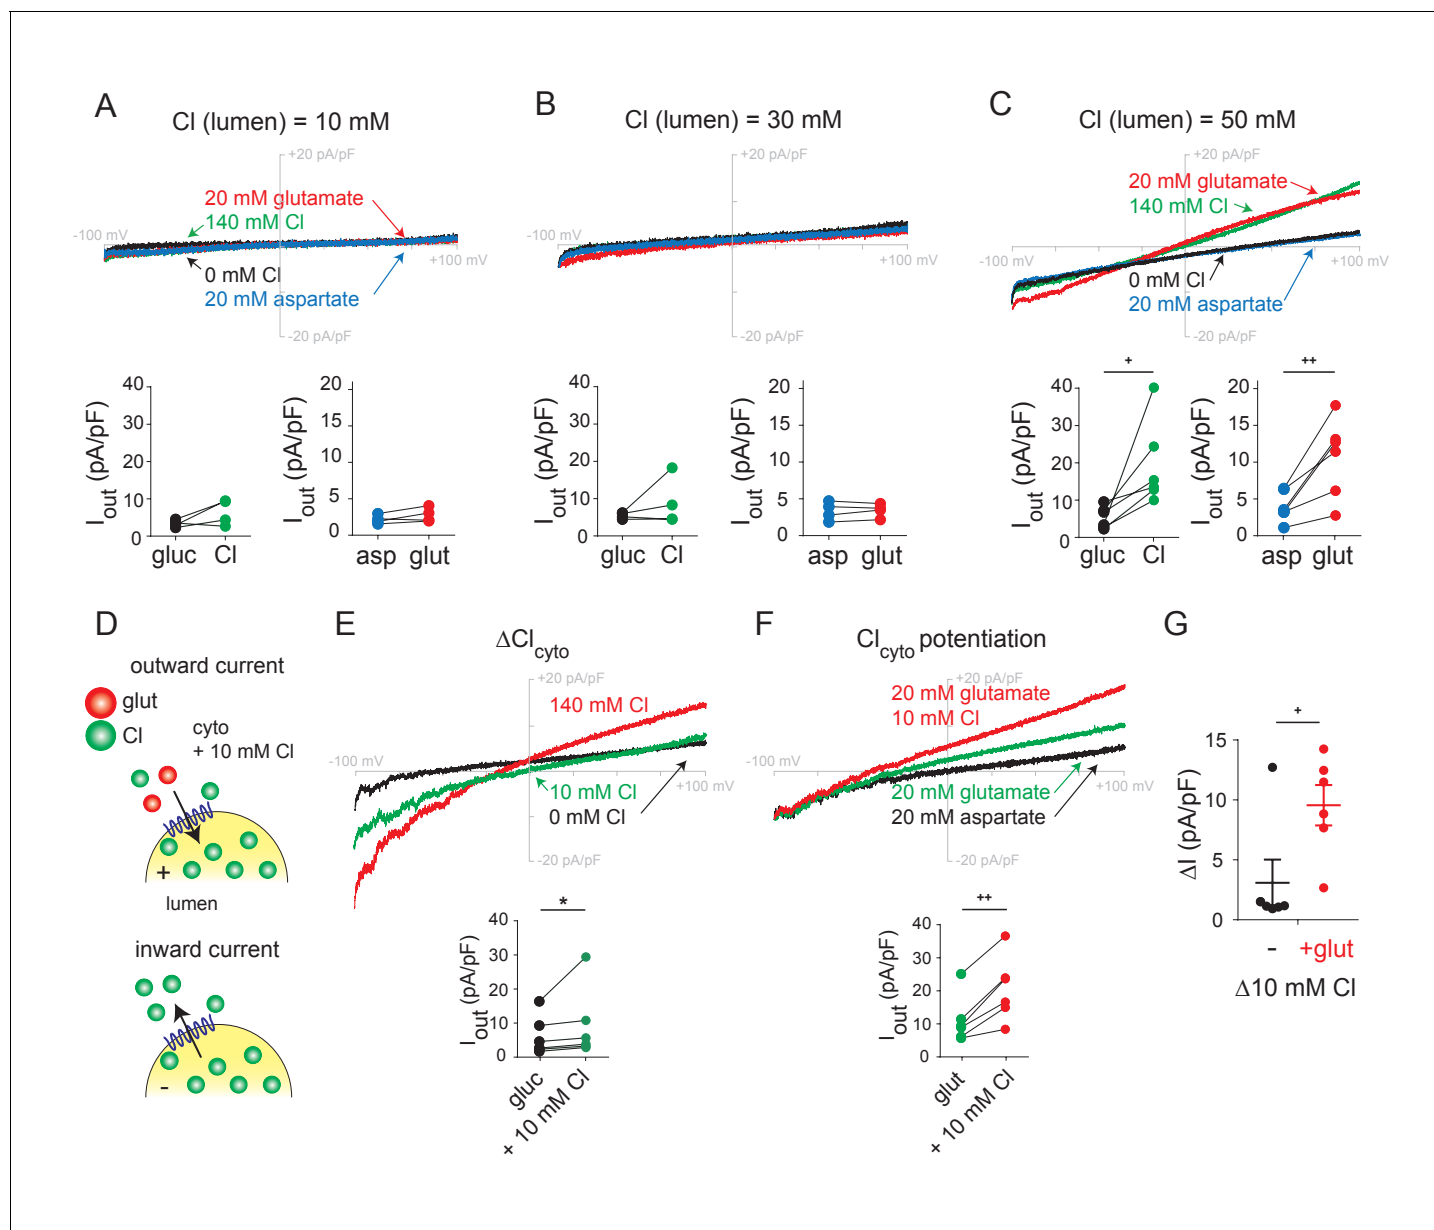 A
Cl (lumen) = 10 mM
+20 pA/pF
20 mM glutamate
140 mM Cl
-100 mV
+100 mV
0 mM Cl
20 mM aspartate
-20 pA/pF
40
30
20
10
0
Iout (pA/pF)
gluc Cl
20
15
10
5
0
Iout (pA/pF)
asp glut
B
Cl (lumen) = 30 mM
+20 pA/pF
-100 mV
+100 mV
-20 pA/pF
40
30
20
10
0
Iout (pA/pF)
gluc Cl
20
15
10
5
0
Iout (pA/pF)
asp glut
C
Cl (lumen) = 50 mM
+20 pA/pF
20 mM glutamate
140 mM Cl
-100 mV
+100 mV
0 mM Cl
20 mM aspartate
-20 pA/pF
+
40
30
20
10
0
Iout (pA/pF)
gluc Cl
++
20
15
10
5
0
Iout (pA/pF)
asp glut
D
outward current
glut
Cl
cyto
+ 10 mM Cl
+
lumen
inward current
-
E
ΔClcyto
+20 pA/pF
140 mM Cl
-100 mV
+100 mV
10 mM Cl
0 mM Cl
-20 pA/pF
*
40
30
20
10
0
Iout (pA/pF)
gluc
+ 10 mM Cl
F
Clcyto potentiation
+20 pA/pF
20 mM glutamate
10 mM Cl
-100 mV
+100 mV
20 mM glutamate
20 mM aspartate
-20 pA/pF
++
40
30
20
10
0
Iout (pA/pF)
glut
+ 10 mM Cl
G
+
15
10
5
0
ΔI (pA/pF)
- +glut
Δ10 mM Cl